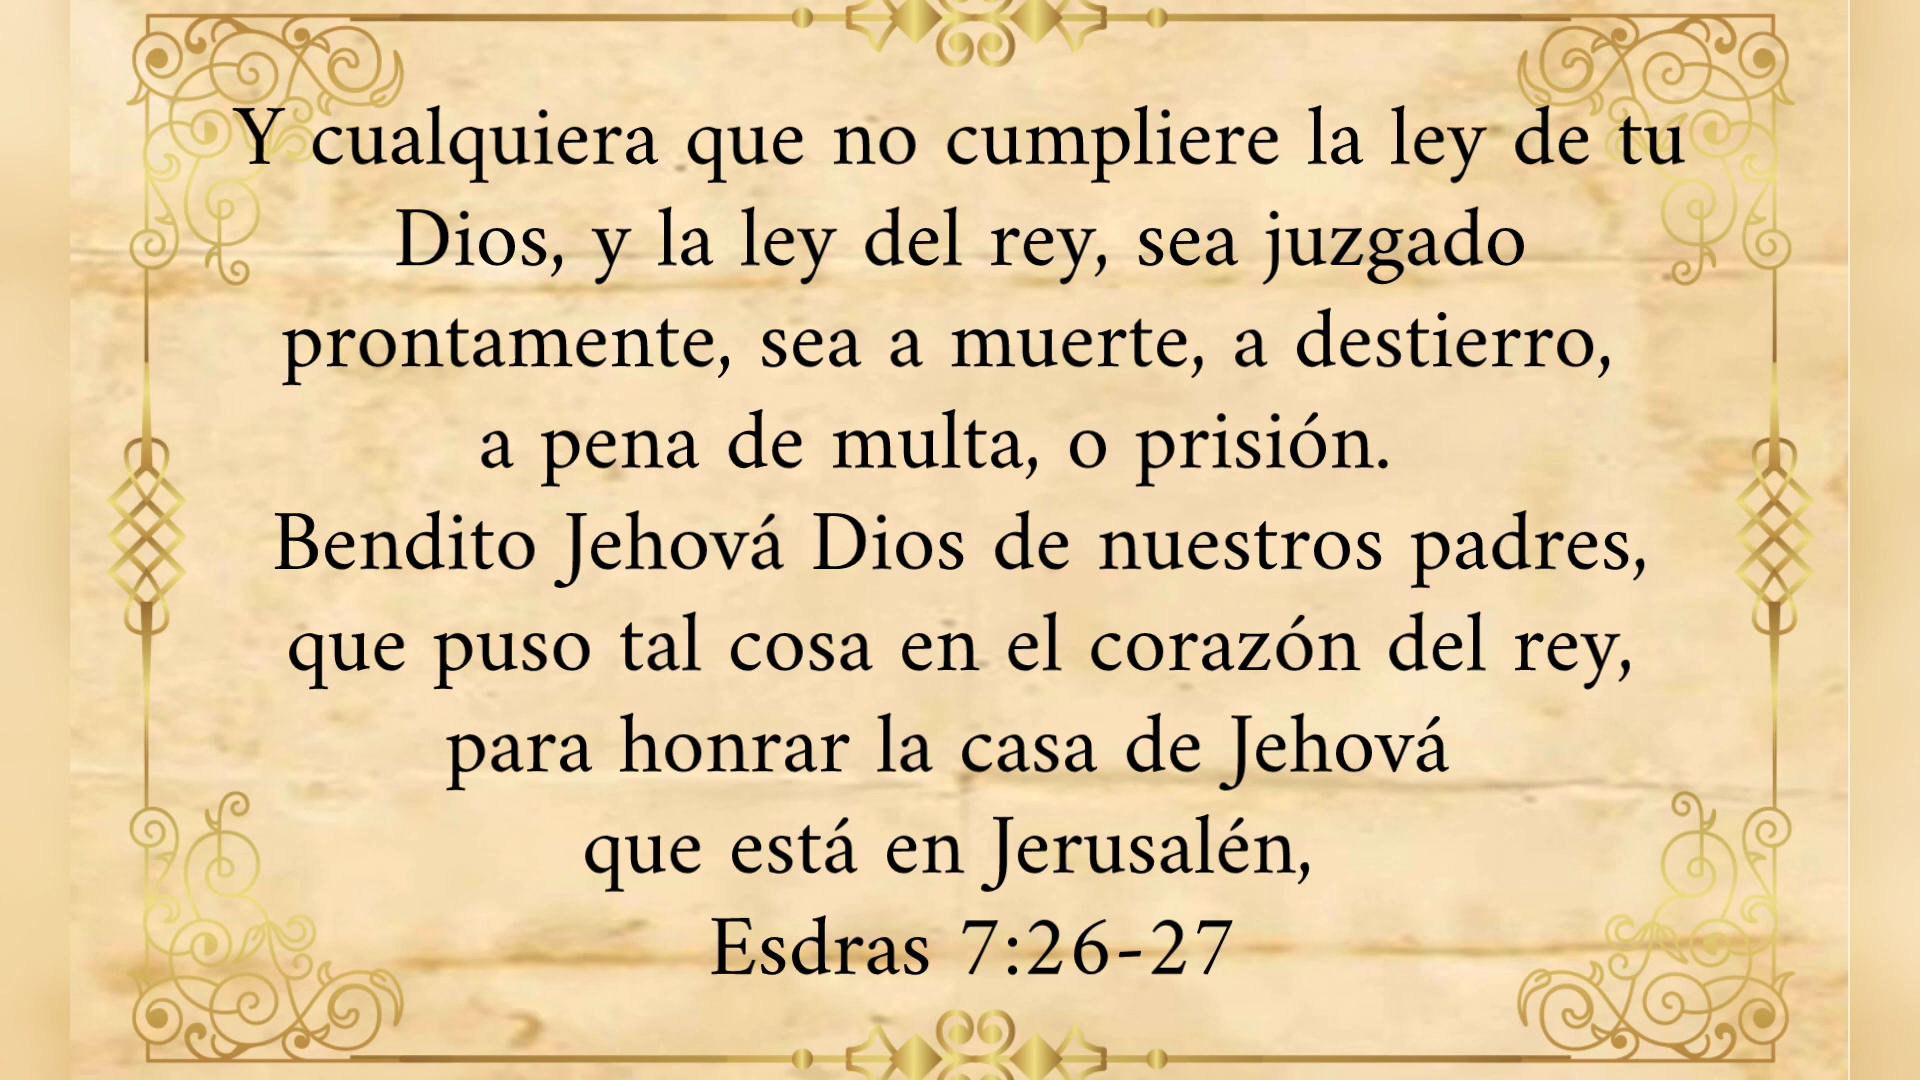 Y cualquiera que no cumpliere la ley de tu
Dios, y la ley del rey, sea juzgado
prontamente, sea a muerte, a destierro,
a pena de multa, o prisión.
Bendito Jehová Dios de nuestros padres,
que puso tal cosa en el corazón del rey,
para honrar la casa de Jehová
que está en Jerusalén,
Esdras 7:26-27